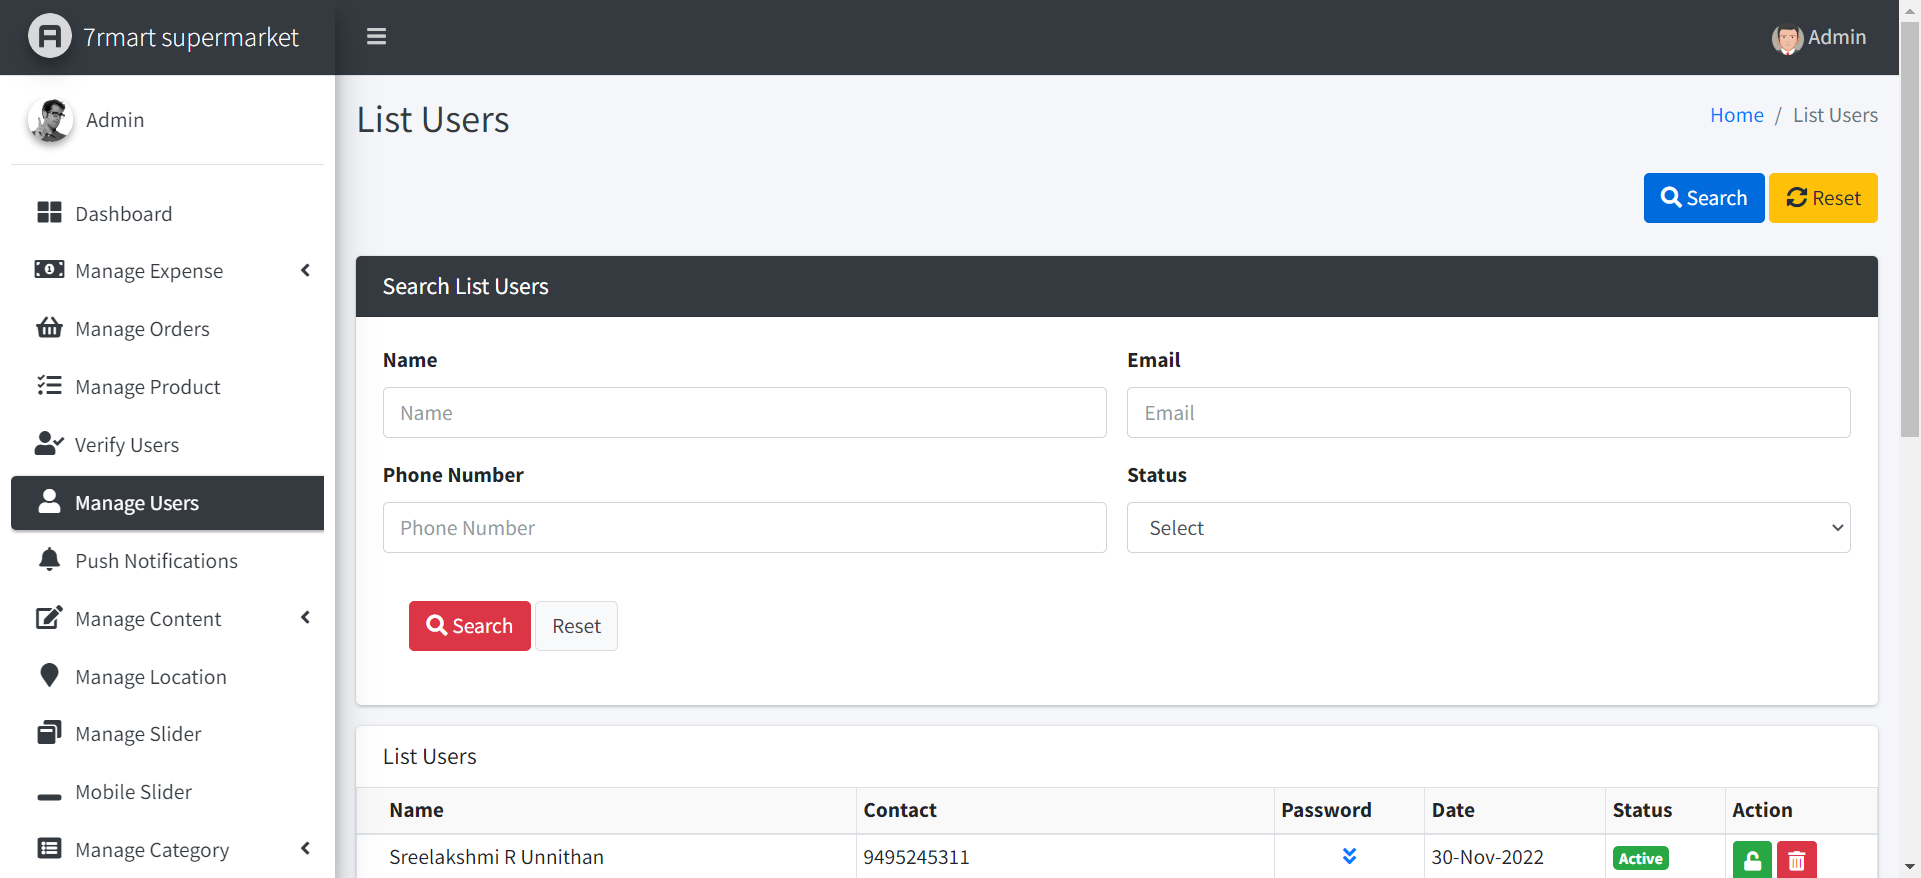 7rmart supermarket
Admin
Admin
Dashboard
Manage Expense
Manage Orders
Manage Product
Verify Users
Manage Users
Push Notifications
Manage Content
Manage Location
Manage Slider
Mobile Slider
Manage Category
List Users
Home / List Users
Search Reset
Search List Users
Name Email
Name Email
Phone Number Status
Phone Number Select
Search Reset
List Users
Name Contact Password Date Status Action
Sreelakshmi R Unnithan 9495245311 30-Nov-2022 Active